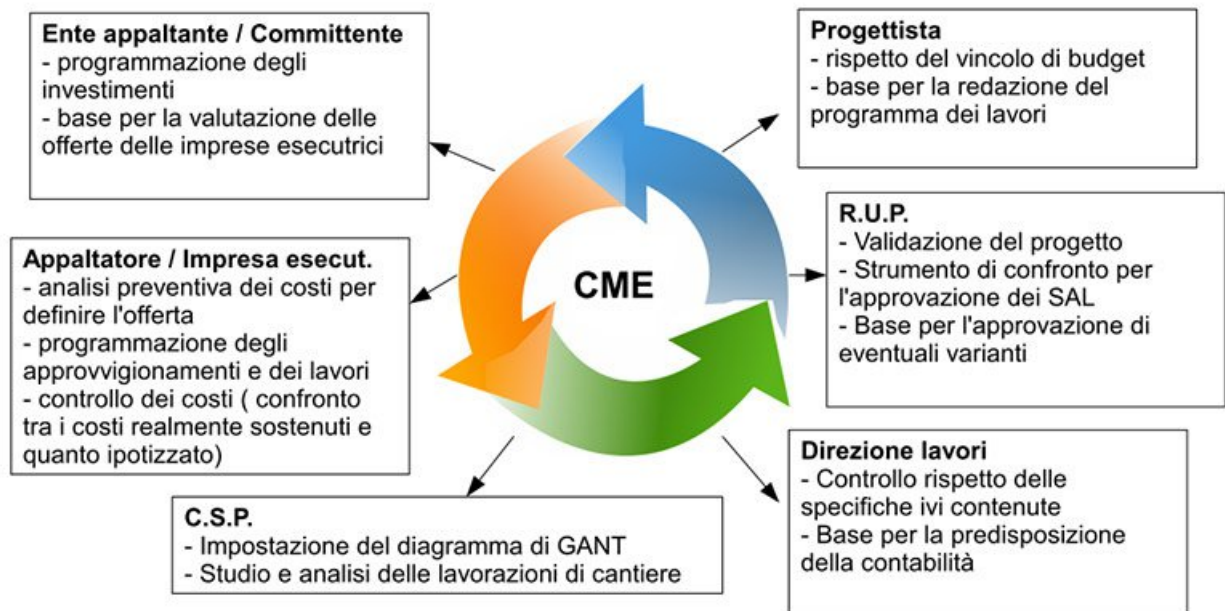 Ente appaltante / Committente
- programmazione degli
investimenti
- base per la valutazione delle
offerte delle imprese esecutrici
Progettista
- rispetto del vincolo di budget
- base per la redazione del
programma dei lavori
R.U.P.
- Validazione del progetto
- Strumento di confronto per
l'approvazione dei SAL
- Base per l'approvazione di
eventuali varianti
Appaltatore / Impresa esecut.
- analisi preventiva dei costi per
definire l'offerta
- programmazione degli
approvvigionamenti e dei lavori
- controllo dei costi ( confronto
tra i costi realmente sostenuti e
quanto ipotizzato)
CME
Direzione lavori
- Controllo rispetto delle
specifiche ivi contenute
- Base per la predisposizione
della contabilità
C.S.P.
- Impostazione del diagramma di GANT
- Studio e analisi delle lavorazioni di cantiere